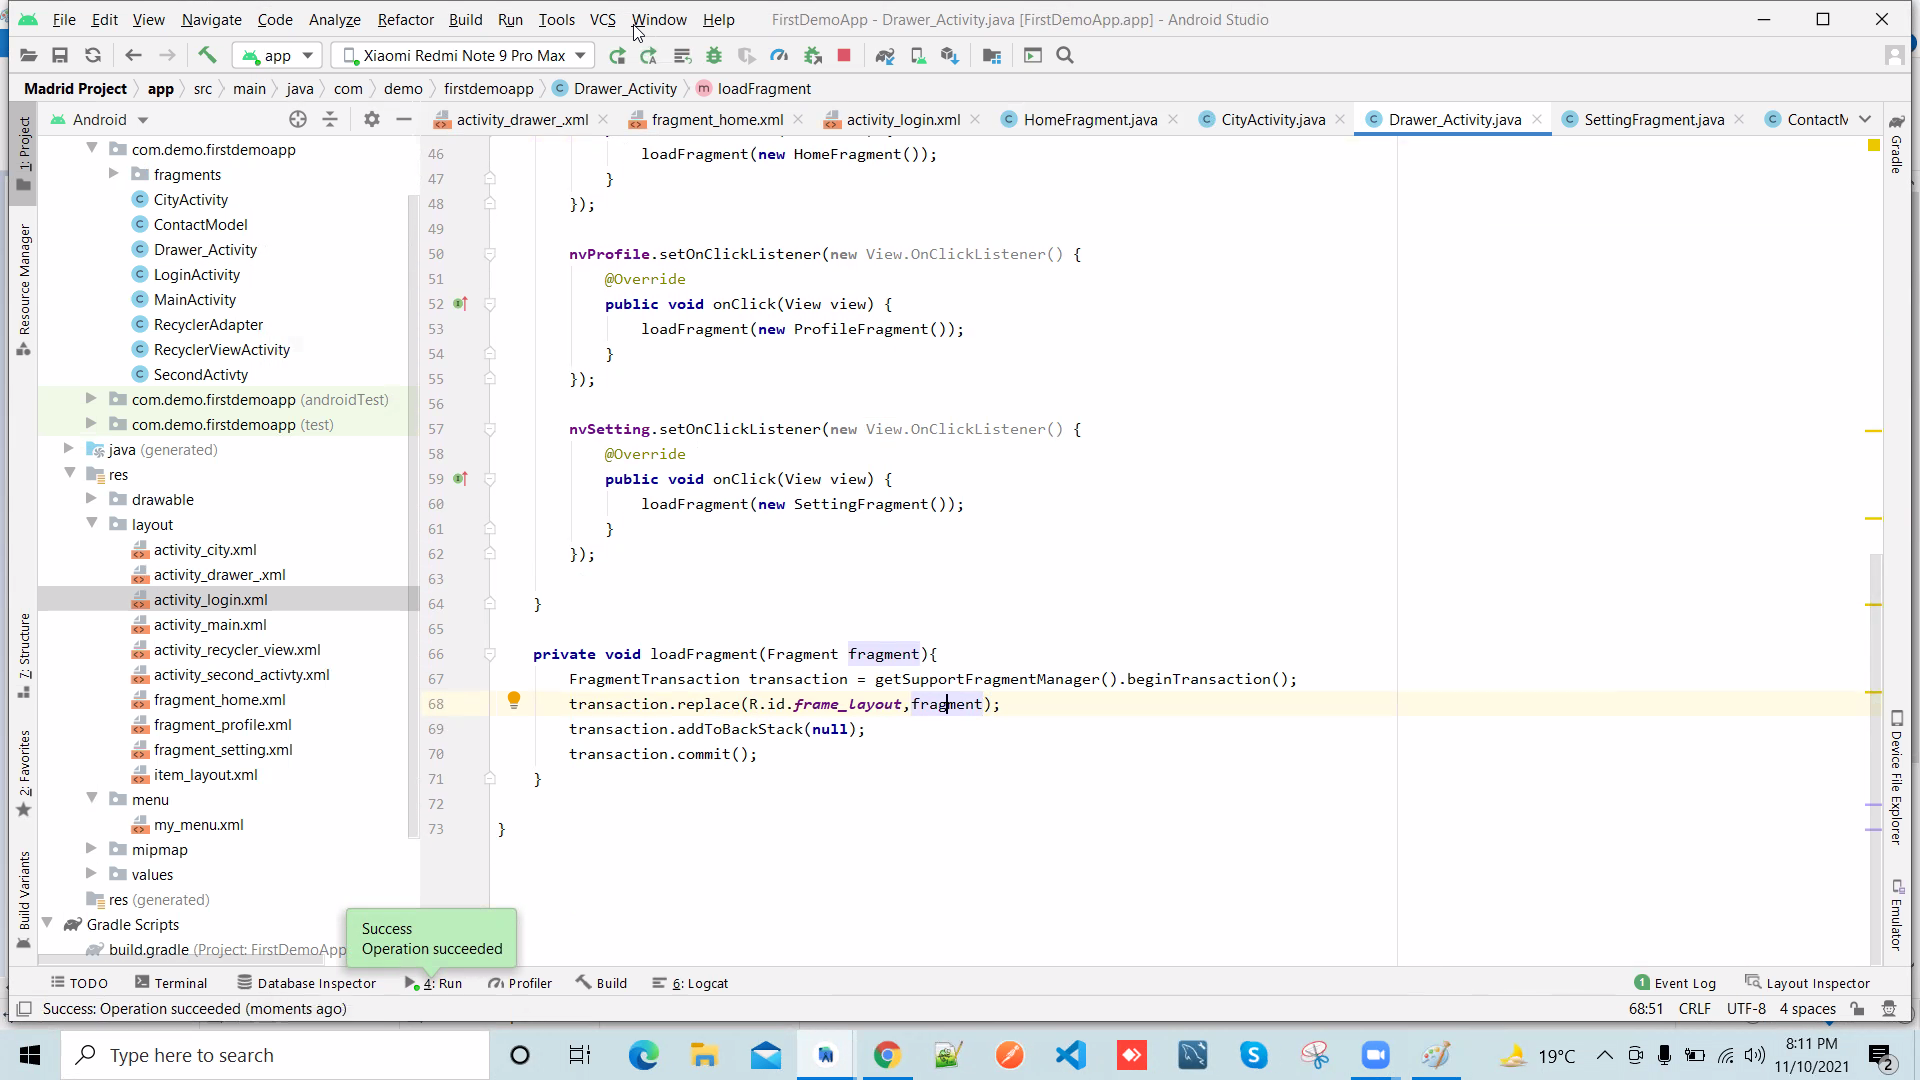 File Edit View Navigate Code Analyze Refactor Build Run Tools VCS Window Help FirstDemoApp - Drawer_Activity.java [FirstDemoApp.app] - Android Studio
app Xiaomi Redmi Note 9 Pro Max
Madrid Project app src main java com demo firstdemoapp Drawer_Activity loadFragment
Android activity_drawer_.xml fragment_home.xml activity_login.xml HomeFragment.java CityActivity.java Drawer_Activity.java SettingFragment.java ContactM
1: Project
Resource Manager
7: Structure
2: Favorites
Build Variants
com.demo.firstdemoapp
fragments
CityActivity
ContactModel
Drawer_Activity
LoginActivity
MainActivity
RecyclerAdapter
RecyclerViewActivity
SecondActivty
com.demo.firstdemoapp (androidTest)
com.demo.firstdemoapp (test)
java (generated)
res
drawable
layout
activity_city.xml
activity_drawer_.xml
activity_login.xml
activity_main.xml
activity_recycler_view.xml
activity_second_activty.xml
fragment_home.xml
fragment_profile.xml
fragment_setting.xml
item_layout.xml
menu
my_menu.xml
mipmap
values
res (generated)
Gradle Scripts
build.gradle (Project: FirstDemoApp
46 loadFragment(new HomeFragment());
47 }
48 });
49
50 nvProfile.setOnClickListener(new View.OnClickListener() {
51 @Override
52 public void onClick(View view) {
53 loadFragment(new ProfileFragment());
54 }
55 });
56
57 nvSetting.setOnClickListener(new View.OnClickListener() {
58 @Override
59 public void onClick(View view) {
60 loadFragment(new SettingFragment());
61 }
62 });
63
64 }
65
66 private void loadFragment(Fragment fragment){
67 FragmentTransaction transaction = getSupportFragmentManager().beginTransaction();
68 transaction.replace(R.id.frame_layout,fragment);
69 transaction.addToBackStack(null);
70 transaction.commit();
71 }
72
73 }
Gradle
Device File Explorer
Emulator
Success
Operation succeeded
TODO Terminal Database Inspector 4: Run Profiler Build 6: Logcat 1 Event Log Layout Inspector
Success: Operation succeeded (moments ago) 68:51 CRLF UTF-8 4 spaces
Type here to search 19°C 8:11 PM
11/10/2021 2